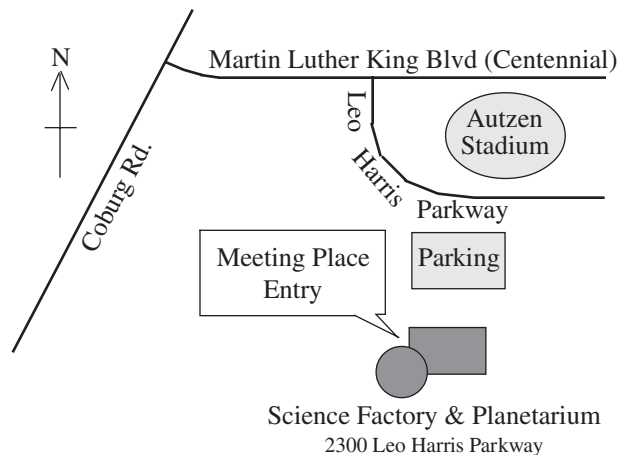 Martin Luther King Blvd (Centennial)
N
Leo
Harris
Parkway
Autzen
Stadium
Coburg Rd.
Meeting Place
Entry
Parking
Science Factory & Planetarium
2300 Leo Harris Parkway